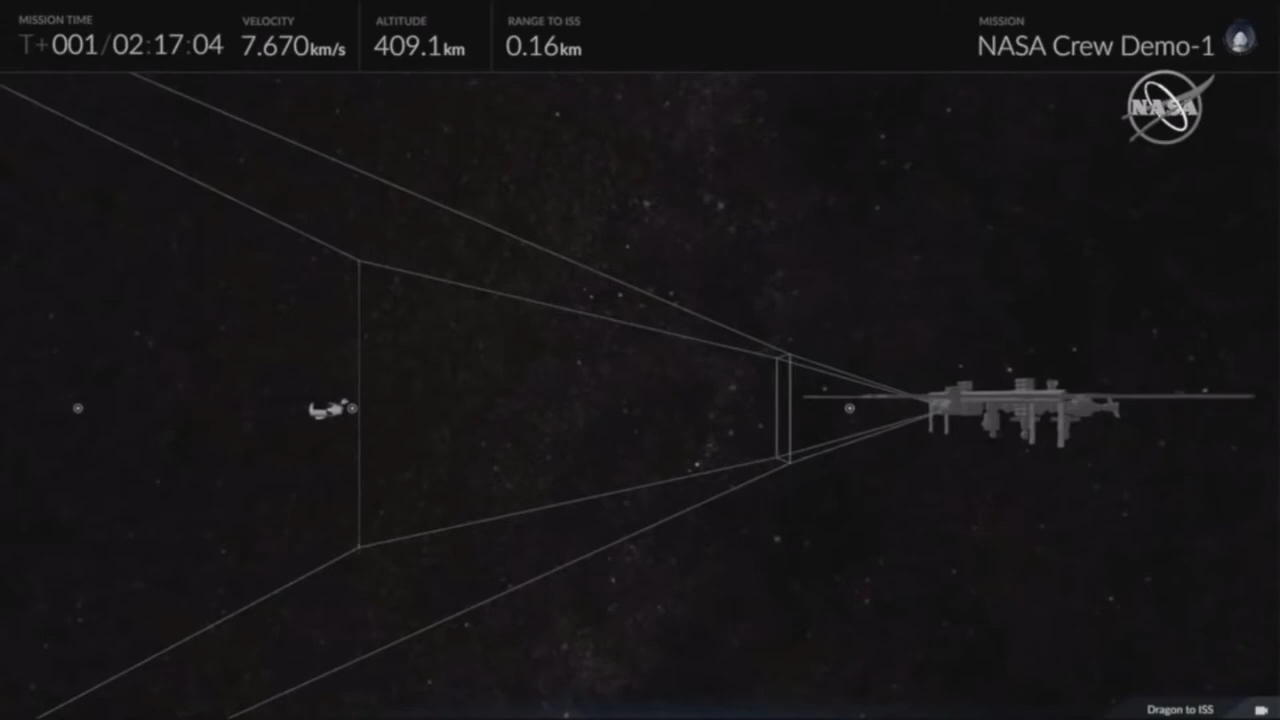 MISSION TIME
T+001/02:17:04
VELOCITY
7.670km/s
ALTITUDE
409.1km
RANGE TO ISS
0.16km
MISSION
NASA Crew Demo-1
NASA
Dragon to ISS